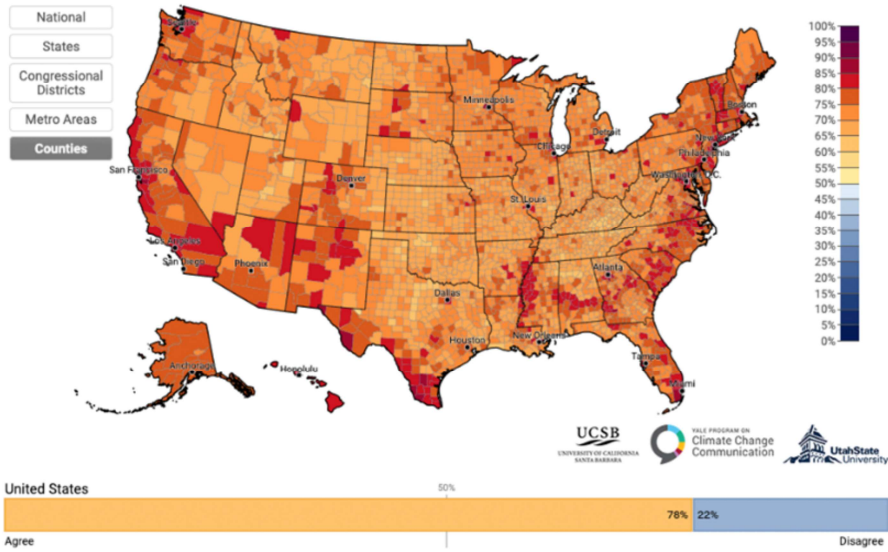 National
States
Congressional
Districts
Metro Areas
Counties
100%
95%
90%
85%
80%
75%
70%
65%
60%
55%
50%
45%
40%
35%
30%
25%
20%
15%
10%
5%
0%
Seattle
Minneapolis
Boston
Detroit
Chicago
New York
Philadelphia
San Francisco
Denver
Washington, D.C.
St. Louis
Los Angeles
San Diego
Phoenix
Atlanta
Dallas
Houston
New Orleans
Tampa
Miami
Anchorage
Honolulu
UCSB
UNIVERSITY OF CALIFORNIA
SANTA BARBARA
YALE PROGRAM ON
Climate Change
Communication
UtahState
University
United States
50%
78% 22%
Agree Disagree